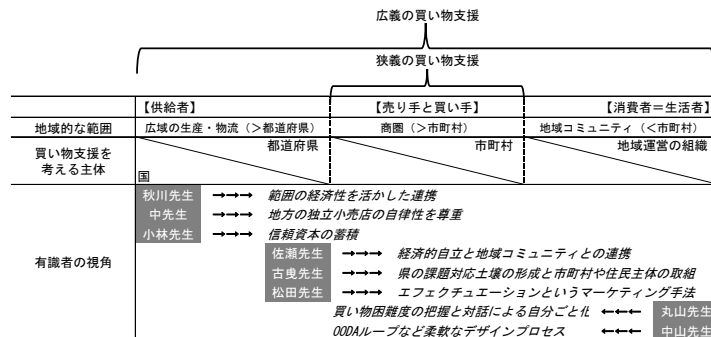 広義の買い物支援
狭義の買い物支援
【供給者】 【売り手と買い手】 【消費者＝生活者】
地域的な範囲 広域の生産・物流（＞都道府県） 商圏（＞市町村） 地域コミュニティ（＜市町村）
買い物支援を
考える主体
都道府県 市町村 地域運営の組織
国
有識者の視角
秋川先生 →→→ 範囲の経済性を活かした連携
中先生 →→→ 地方の独立小売店の自律性を尊重
小林先生 →→→ 信頼資本の蓄積
佐瀬先生 →→→ 経済的自立と地域コミュニティとの連携
古曵先生 →→→ 県の課題対応土壌の形成と市町村や住民主体の取組
松田先生 →→→ エフェクチュエーションというマーケティング手法
買い物困難度の把握と対話による自分ごと化 ←←← 丸山先生
OODAループなど柔軟なデザインプロセス ←←← 中山先生